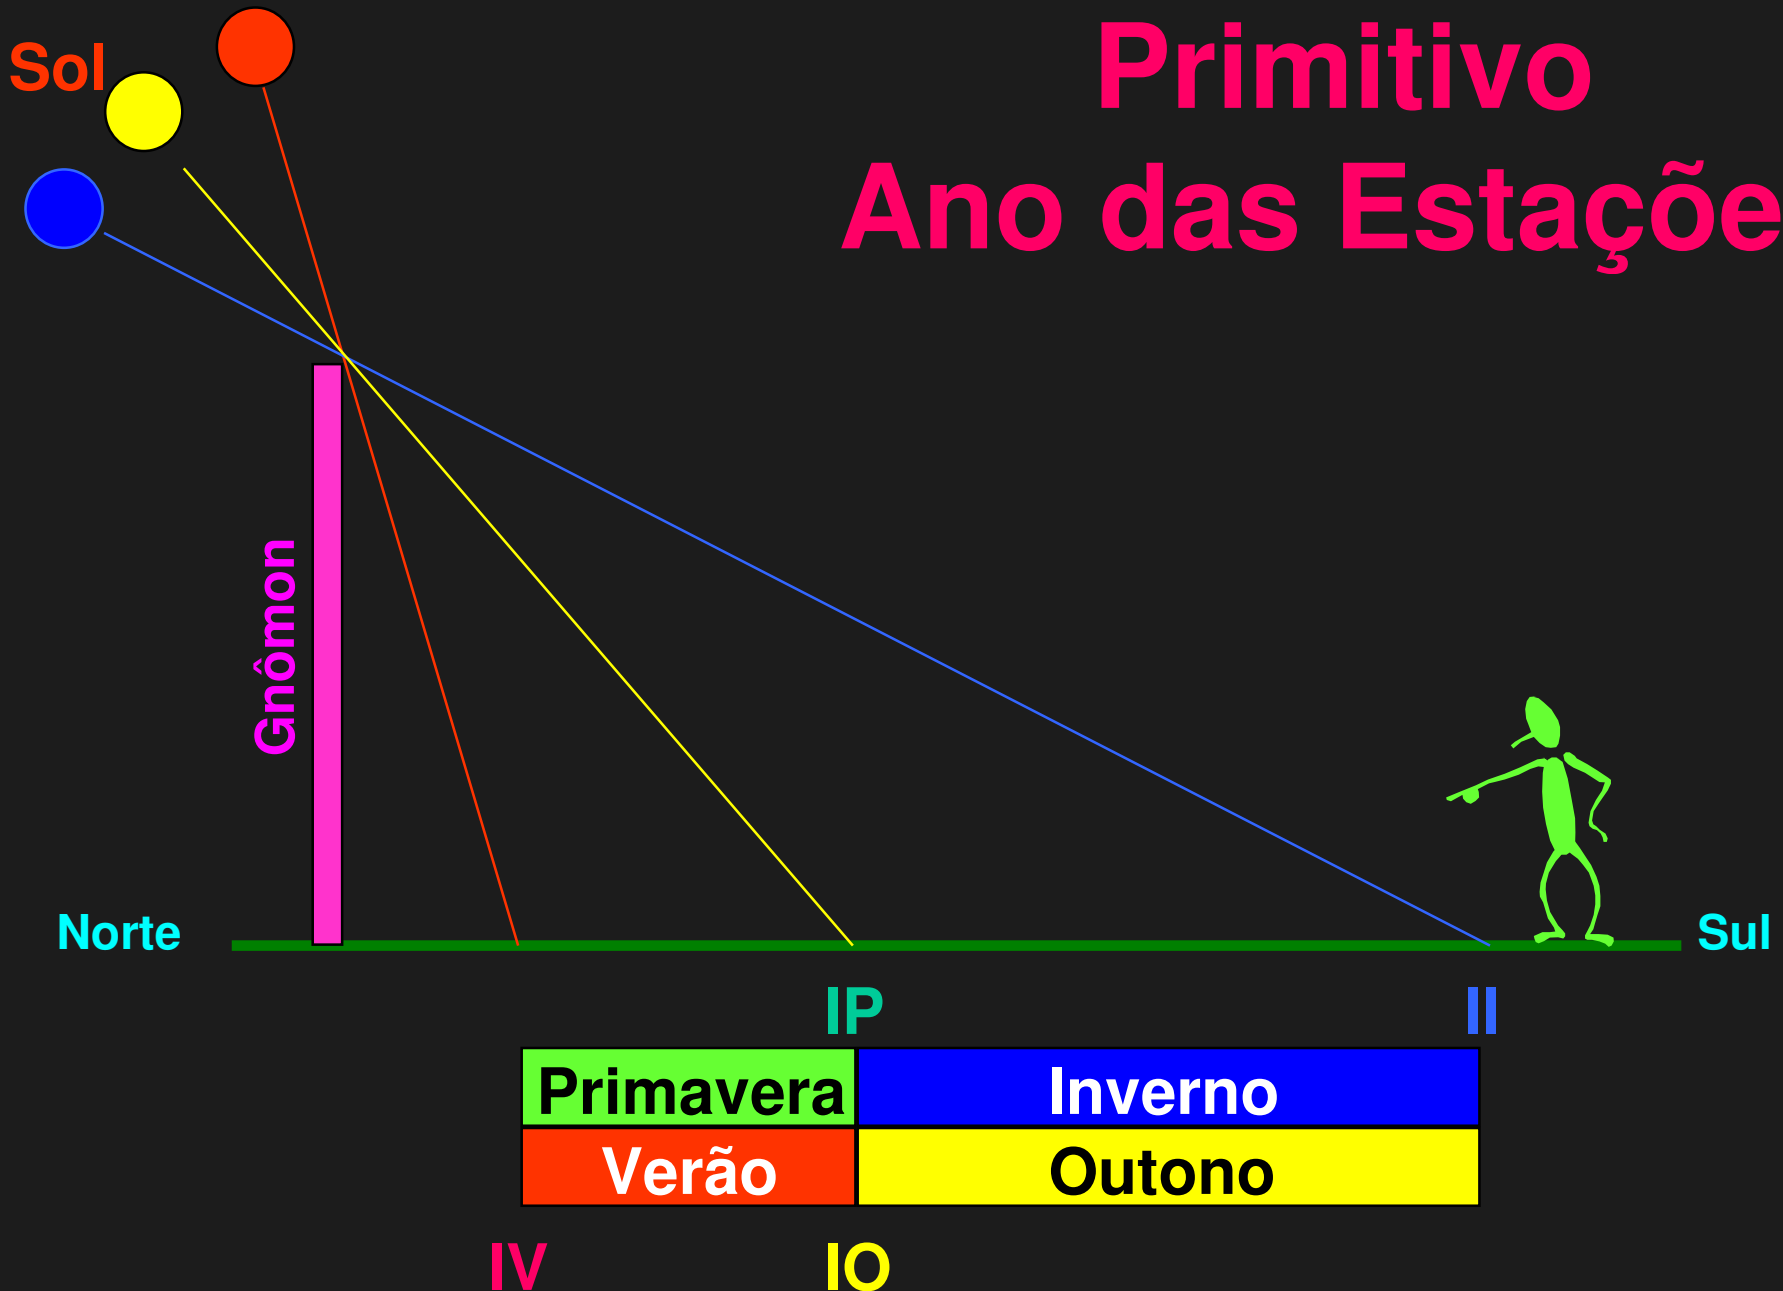 Primitivo
Ano das Estaçõe
Sol
Gnômon
Norte
Sul
IP
II
Primavera
Inverno
Verão
Outono
IV
IO